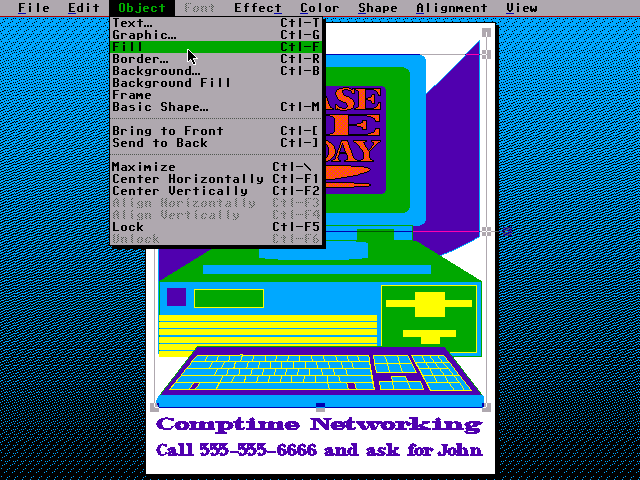 File Edit Object Font Effect Color Shape Alignment View
Text... Ctl-T
Graphic... Ctl-G
Fill Ctl-F
Border... Ctl-R
Background... Ctl-B
Background Fill
Frame
Basic Shape... Ctl-M
Bring to Front Ctl-[
Send to Back Ctl-]
Maximize Ctl-\
Center Horizontally Ctl-F1
Center Vertically Ctl-F2
Align Horizontally Ctl-F3
Align Vertically Ctl-F4
Lock Ctl-F5
Unlock Ctl-F6
ASE
E
DAY
Comptime Networking
Call 555-555-6666 and ask for John